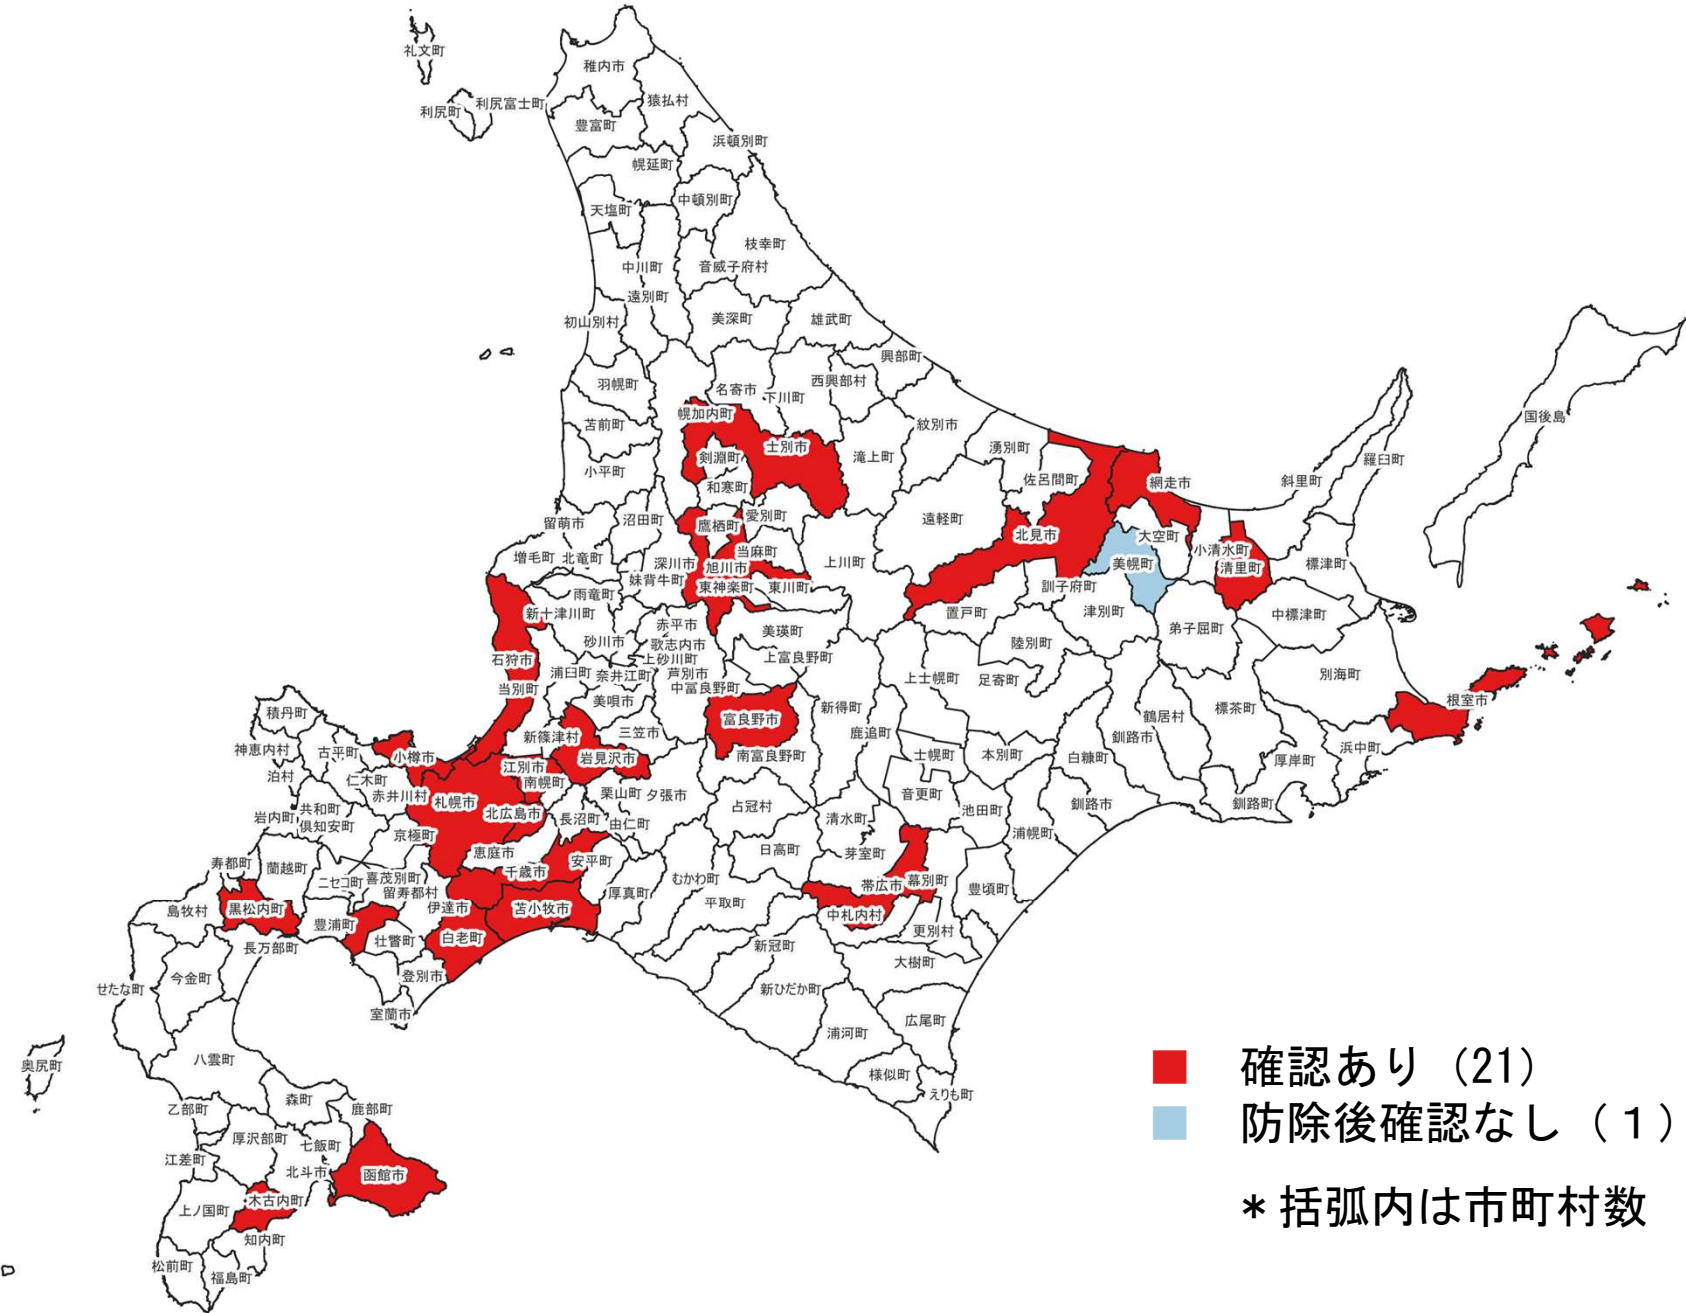 礼文町
稚内市
利尻町
利尻富士町
猿払村
豊富町
浜頓別町
幌延町
中頓別町
天塩町
枝幸町
中川町
音威子府村
遠別町
初山別村
美深町
雄武町
興部町
羽幌町
名寄市
下川町
西興部村
幌加内町
苫前町
紋別市
国後島
士別市
湧別町
剣淵町
滝上町
羅臼町
小平町
佐呂間町
網走市
斜里町
和寒町
留萌市
沼田町
鷹栖町
愛別町
遠軽町
北見市
大空町
増毛町
北竜町
深川市
当麻町
旭川市
上川町
小清水町
美幌町
清里町
標津町
妹背牛町
東神楽町
東川町
訓子府町
雨竜町
新十津川町
置戸町
津別町
中標津町
赤平市
美瑛町
弟子屈町
砂川市
歌志内市
陸別町
石狩市
上砂川町
上富良野町
浦臼町
奈井江町
芦別市
上士幌町
足寄町
別海町
当別町
中富良野町
美唄市
根室市
積丹町
富良野市
新得町
標茶町
鶴居村
新篠津村
三笠市
鹿追町
釧路市
神恵内村
古平町
小樽市
岩見沢市
南富良野町
士幌町
本別町
白糠町
浜中町
厚岸町
泊村
仁木町
江別市
南幌町
赤井川村
札幌市
栗山町
夕張市
音更町
共和町
岩内町
倶知安町
北広島市
長沼町
由仁町
占冠村
清水町
池田町
釧路市
釧路町
京極町
浦幌町
恵庭市
日高町
芽室町
寿都町
蘭越町
ニセコ町
喜茂別町
千歳市
安平町
むかわ町
帯広市
幕別町
留寿都村
厚真町
豊頃町
島牧村
黒松内町
伊達市
苫小牧市
平取町
中札内村
豊浦町
壮瞥町
白老町
更別村
長万部町
新冠町
大樹町
今金町
登別市
せたな町
新ひだか町
室蘭市
広尾町
浦河町
八雲町
奥尻町
様似町
森町
えりも町
乙部町
鹿部町
厚沢部町
七飯町
江差町
北斗市
函館市
木古内町
上ノ国町
知内町
松前町
福島町
確認あり (21)
防除後確認なし (１)
＊括弧内は市町村数